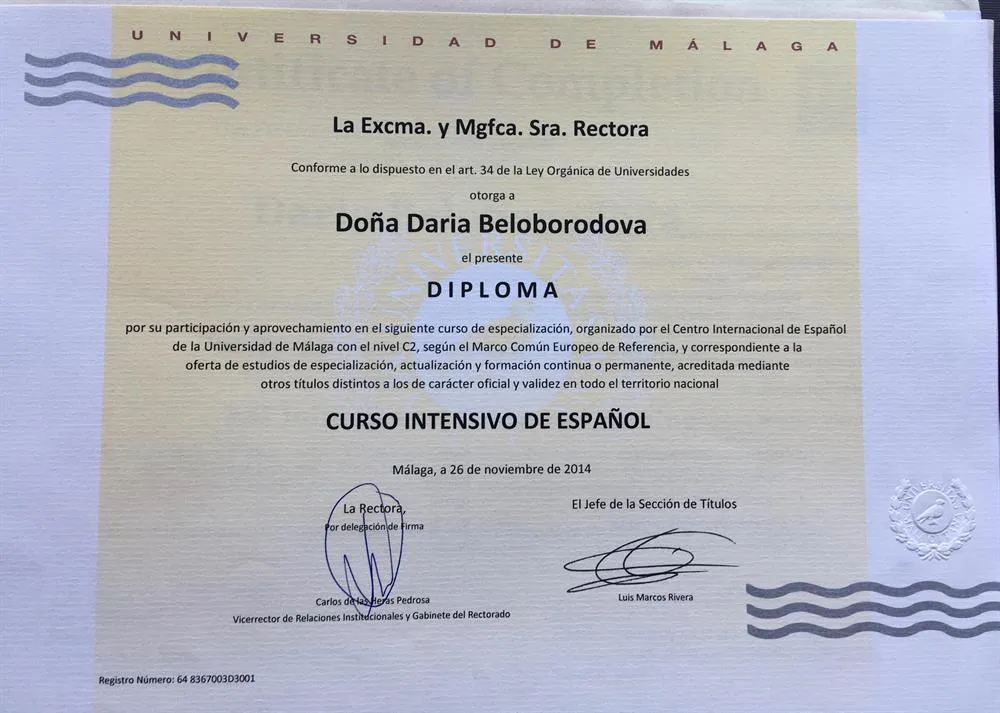 UNIVERSIDAD DE MÁLAGA
La Excma. y Mgfca. Sra. Rectora
Conforme a lo dispuesto en el art. 34 de la Ley Orgánica de Universidades
otorga a
Doña Daria Beloborodova
el presente
DIPLOMA
por su participación y aprovechamiento en el siguiente curso de especialización, organizado por el Centro Internacional de Español
de la Universidad de Málaga con el nivel C2, según el Marco Común Europeo de Referencia, y correspondiente a la
oferta de estudios de especialización, actualización y formación continua o permanente, acreditada mediante
otros títulos distintos a los de carácter oficial y validez en todo el territorio nacional
CURSO INTENSIVO DE ESPAÑOL
Málaga, a 26 de noviembre de 2014
La Rectora,
Por delegación de Firma
Carlos de las Heras Pedrosa
Vicerrector de Relaciones Institucionales y Gabinete del Rectorado
El Jefe de la Sección de Títulos
Luis Marcos Rivera
Registro Número: 64 8367003D3001